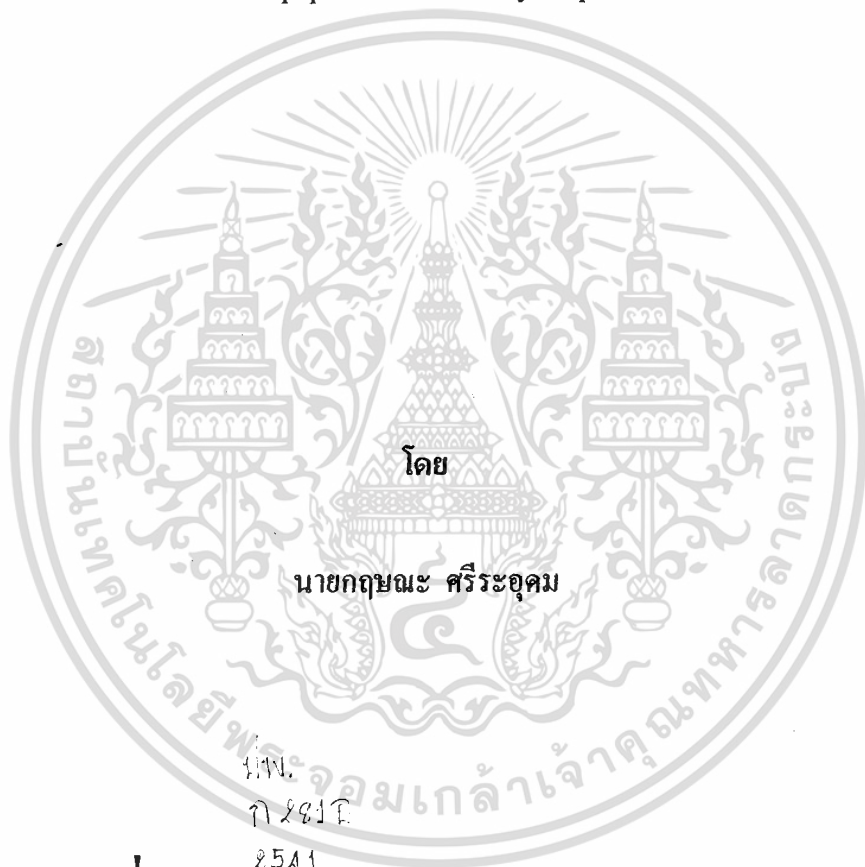 สถาบันเทคโนโลยีพระจอมเกล้าเจ้าคุณทหารลาดกระบัง
โดย
นายกฤษณะ ศรีระอุดม
2541